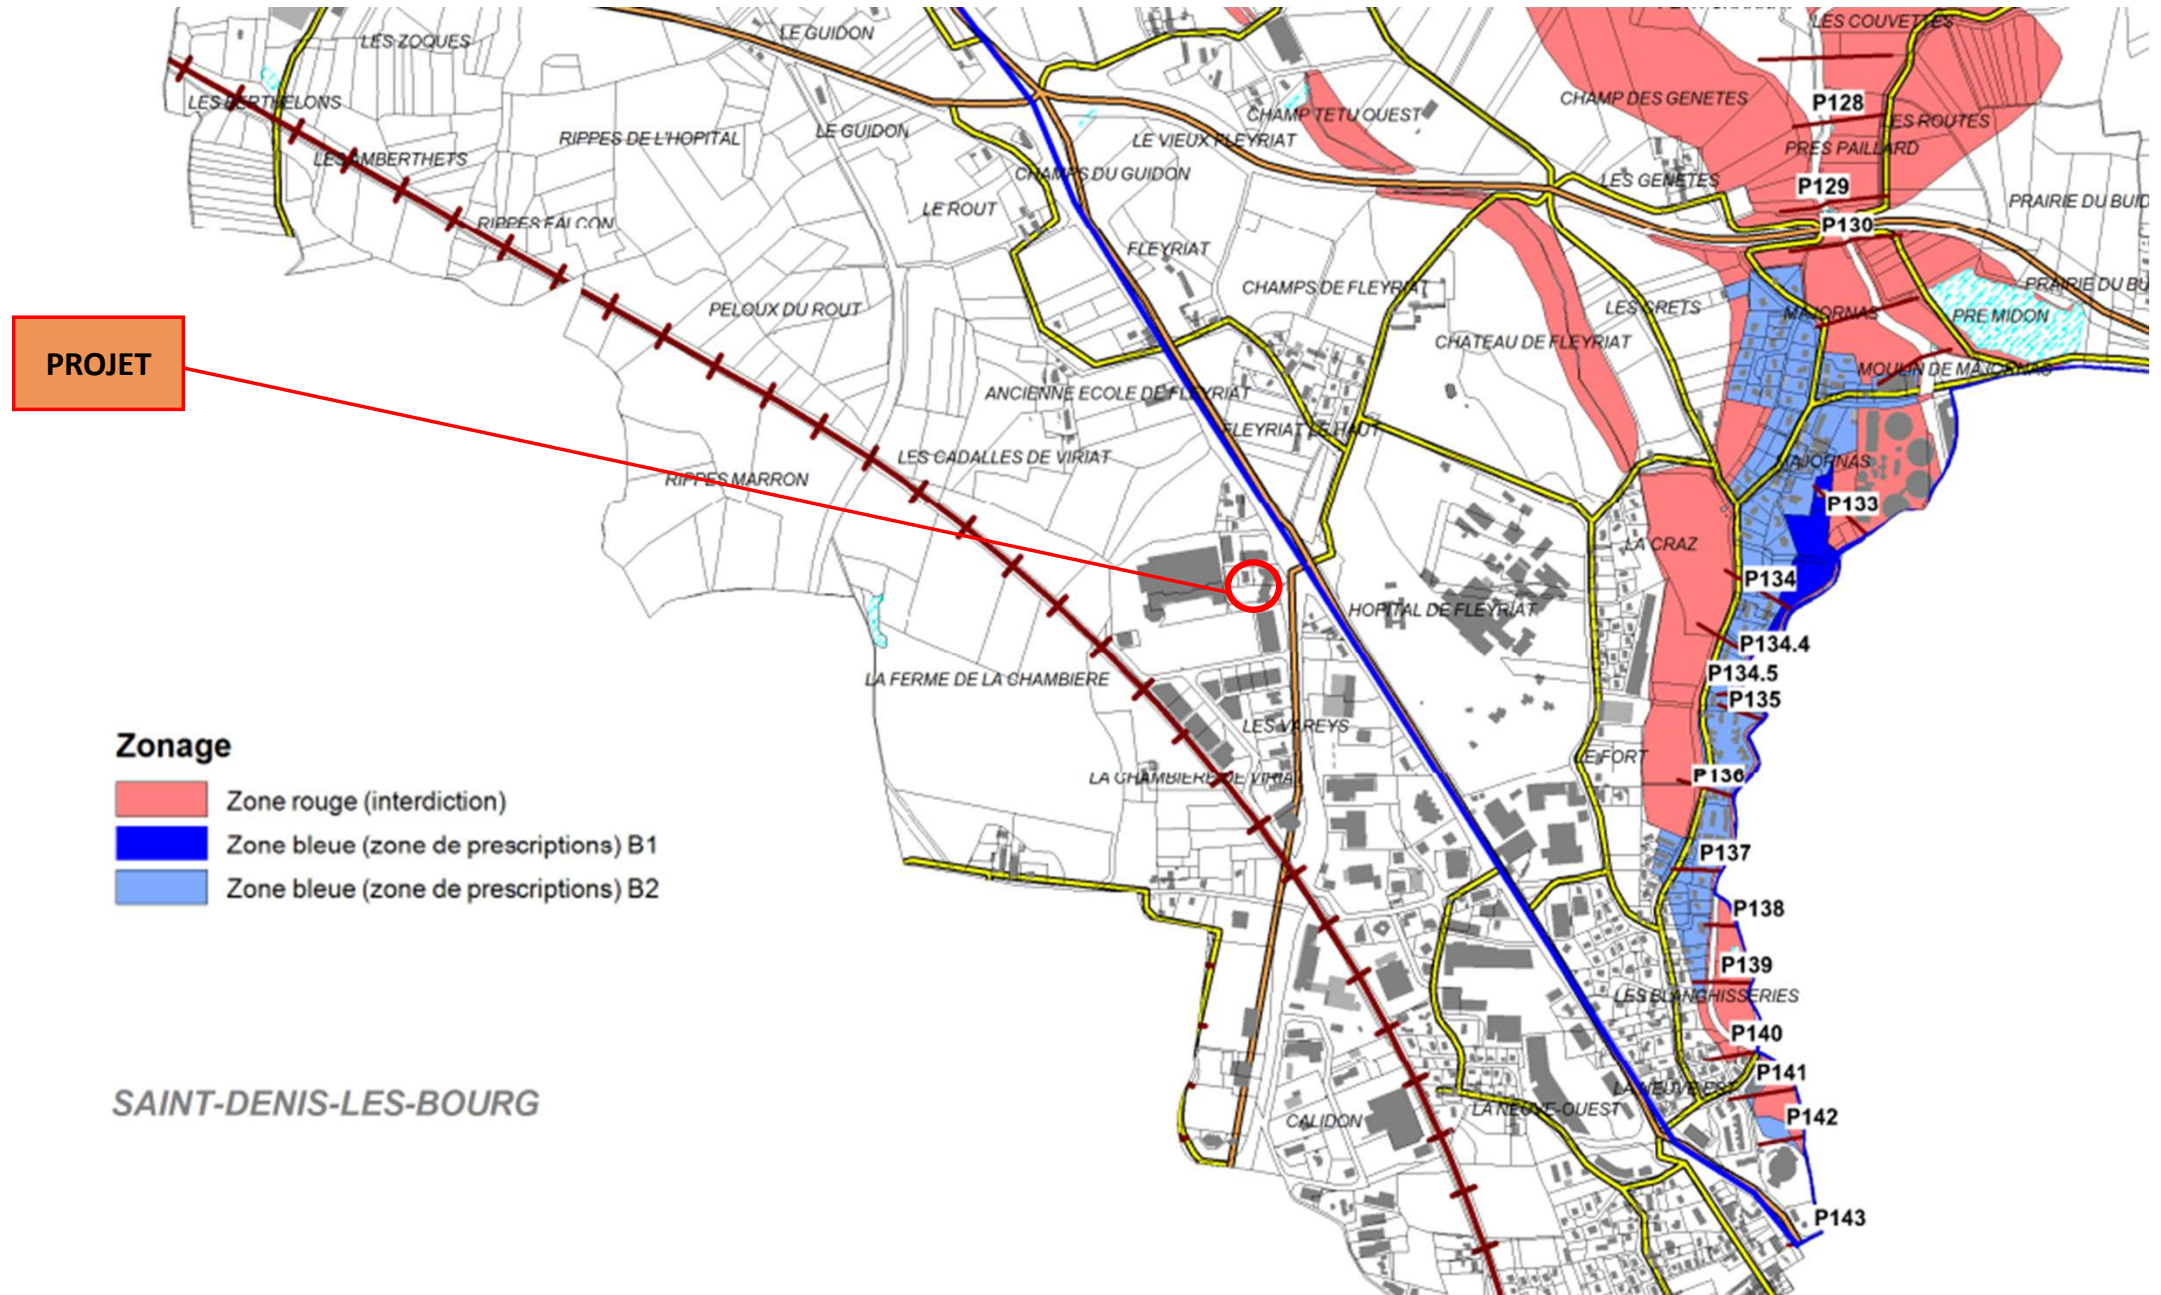 LES COUVETTES
LE GUIDON
LES ZOQUES
LES BERTHELONS
CHAMP DES GENETES
P128
CHAMP TETU OUEST
LES ROUTES
LE GUIDON
RIPPES DE L'HOPITAL
LE VIEUX FLEYRIAT
PRES PAILLARD
LES AMBERTHETS
CHAMPS DU GUIDON
LES GENETES
P129
PRAIRIE DU BUID
LE ROUT
RIPPES FALCON
P130
FLEYRIAT
CHAMPS DE FLEYRIAT
PRAIRIE DU BU
PELOUX DU ROUT
LES GRETS
MAJORNAS
PRE MIDON
CHATEAU DE FLEYRIAT
PROJET
MOULIN DE MAJORNAS
ANCIENNE ECOLE DE FLEYRIAT
FLEYRIAT LE HAUT
LES CADALLES DE VIRIAT
MAJORNAS
RIPPES MARRON
P133
LA CRAZ
P134
HOPITAL DE FLEYRIAT
P134.4
LA FERME DE LA CHAMBIERE
P134.5
P135
LES VAREYS
Zonage
LE FORT
LA CHAMBIERE DE VIRIAT
P136
Zone rouge (interdiction)
Zone bleue (zone de prescriptions) B1
P137
Zone bleue (zone de prescriptions) B2
P138
P139
LES BLANCHISSERIES
P140
P141
LA NEUVE EST
SAINT-DENIS-LES-BOURG
LA NEUVE-OUEST
CALIDON
P142
P143